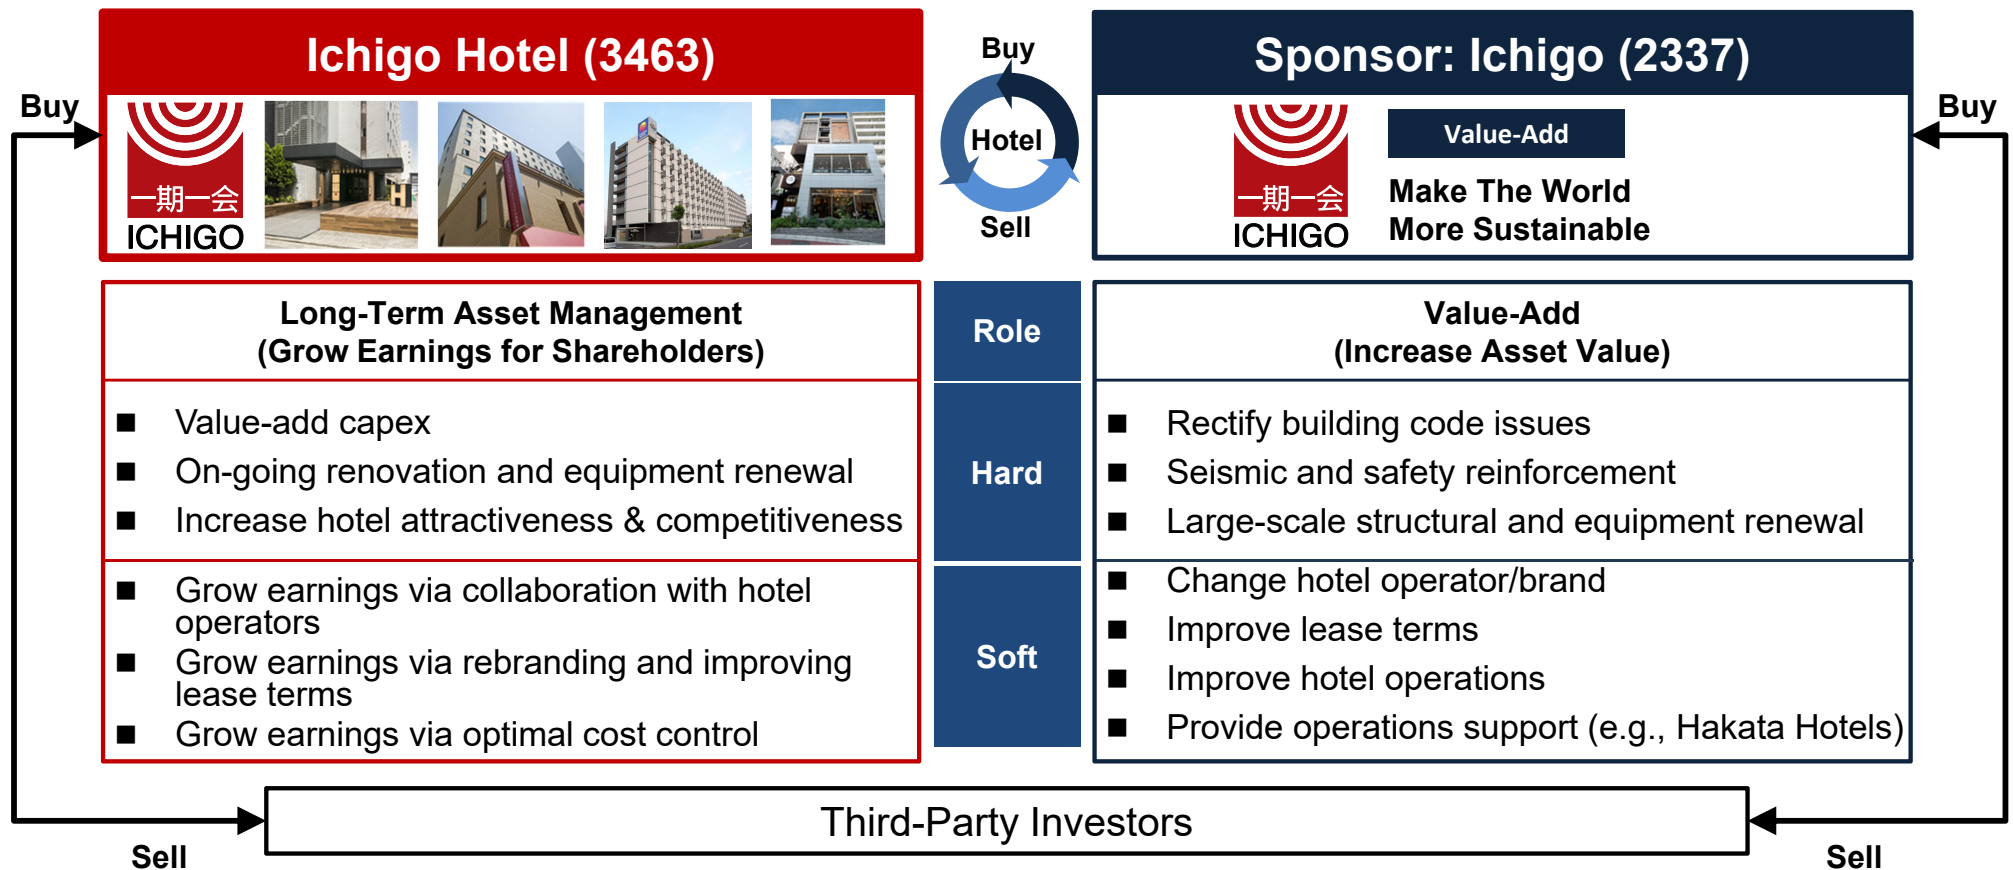 Ichigo Hotel (3463)
Buy
Sponsor: Ichigo (2337)
Buy
一期一会
ICHIGO
Hotel
Sell
一期一会
ICHIGO
Value-Add
Make The World
More Sustainable
Buy
Long-Term Asset Management
(Grow Earnings for Shareholders)
Role
Value-Add
(Increase Asset Value)
■ Value-add capex
■ On-going renovation and equipment renewal
■ Increase hotel attractiveness & competitiveness
Hard
■ Rectify building code issues
■ Seismic and safety reinforcement
■ Large-scale structural and equipment renewal
■ Grow earnings via collaboration with hotel
operators
■ Grow earnings via rebranding and improving
lease terms
■ Grow earnings via optimal cost control
Soft
■ Change hotel operator/brand
■ Improve lease terms
■ Improve hotel operations
■ Provide operations support (e.g., Hakata Hotels)
Third-Party Investors
Sell
Sell